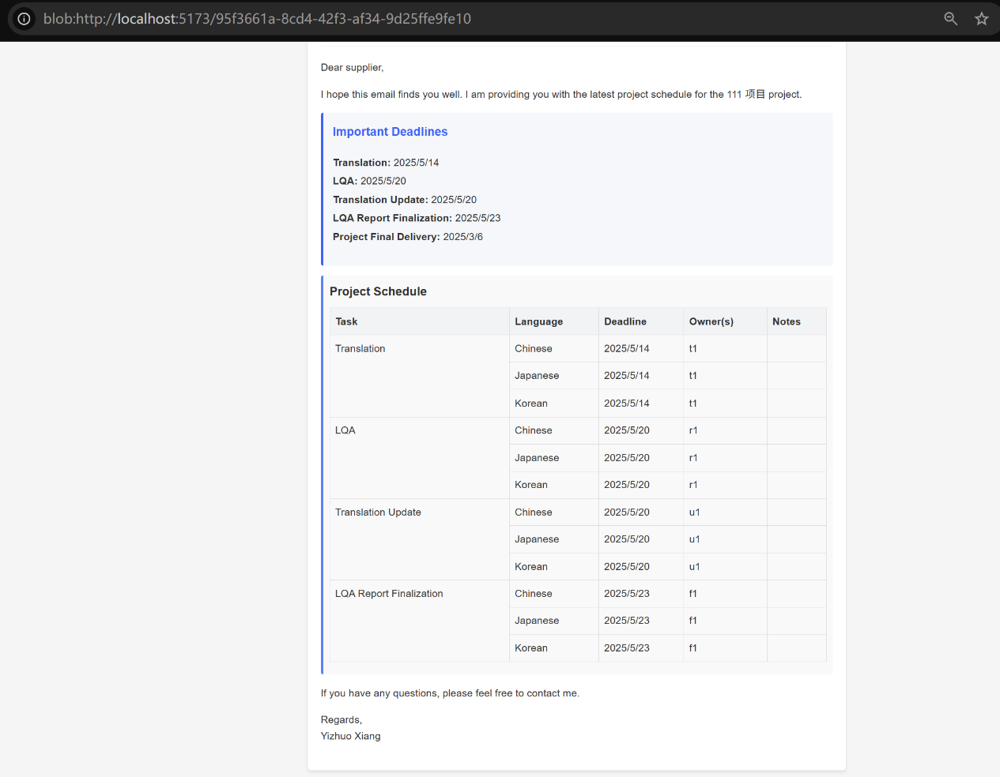 blob:http://localhost:5173/95f3661a-8cd4-42f3-af34-9d25ffe9fe10
Dear supplier,
I hope this email finds you well. I am providing you with the latest project schedule for the 111 项目 project.
Important Deadlines
Translation: 2025/5/14
LQA: 2025/5/20
Translation Update: 2025/5/20
LQA Report Finalization: 2025/5/23
Project Final Delivery: 2025/3/6
Project Schedule
Task Language Deadline Owner(s) Notes
Translation Chinese 2025/5/14 t1
Japanese 2025/5/14 t1
Korean 2025/5/14 t1
LQA Chinese 2025/5/20 r1
Japanese 2025/5/20 r1
Korean 2025/5/20 r1
Translation Update Chinese 2025/5/20 u1
Japanese 2025/5/20 u1
Korean 2025/5/20 u1
LQA Report Finalization Chinese 2025/5/23 f1
Japanese 2025/5/23 f1
Korean 2025/5/23 f1
If you have any questions, please feel free to contact me.
Regards,
Yizhuo Xiang